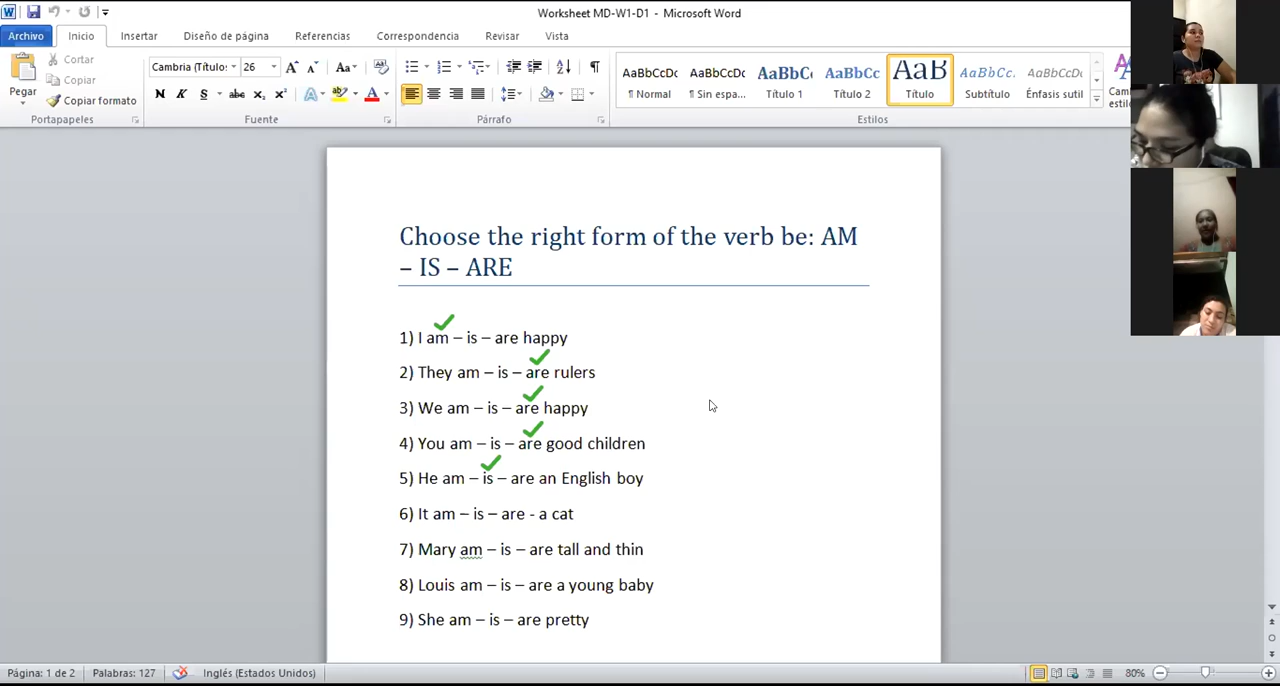 Worksheet MD-W1-D1 - Microsoft Word
Archivo Inicio Insertar Diseño de página Referencias Correspondencia Revisar Vista
Pegar
Cortar
Copiar
Copiar formato
Portapapeles
Cambria (Título: 26 Aa
N K S abc x₂ x² A A
Fuente
Párrafo
AaBbCcDc AaBbCcDc AaBbC AaBbCc AaB AaBbCc. AaBbCcDc
¶ Normal ¶ Sin espa... Título 1 Título 2 Título Subtítulo Énfasis sutil
Estilos
Choose the right form of the verb be: AM
– IS – ARE
1) I am – is – are happy
2) They am – is – are rulers
3) We am – is – are happy
4) You am – is – are good children
5) He am – is – are an English boy
6) It am – is – are - a cat
7) Mary am – is – are tall and thin
8) Louis am – is – are a young baby
9) She am – is – are pretty
Página: 1 de 2 Palabras: 127 Inglés (Estados Unidos) 80%